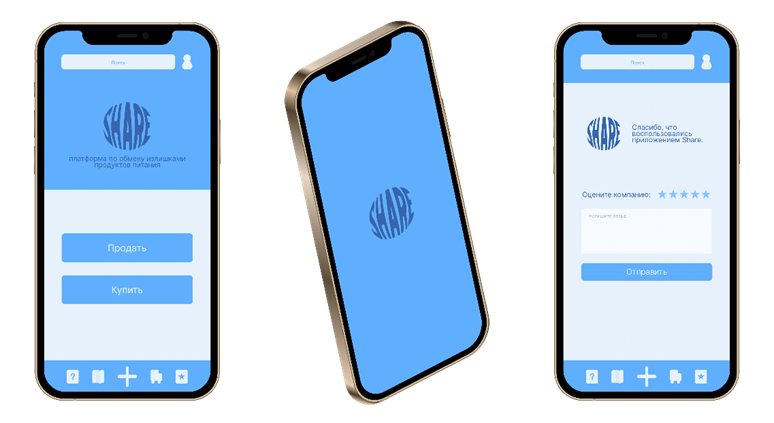 Поиск
SHARE
платформа по обмену излишками
продуктов питания
Продать
Купить
?
SHARE
Поиск
SHARE
Спасибо, что
воспользовались
приложением Share.
Оцените компанию:
Отправить
?